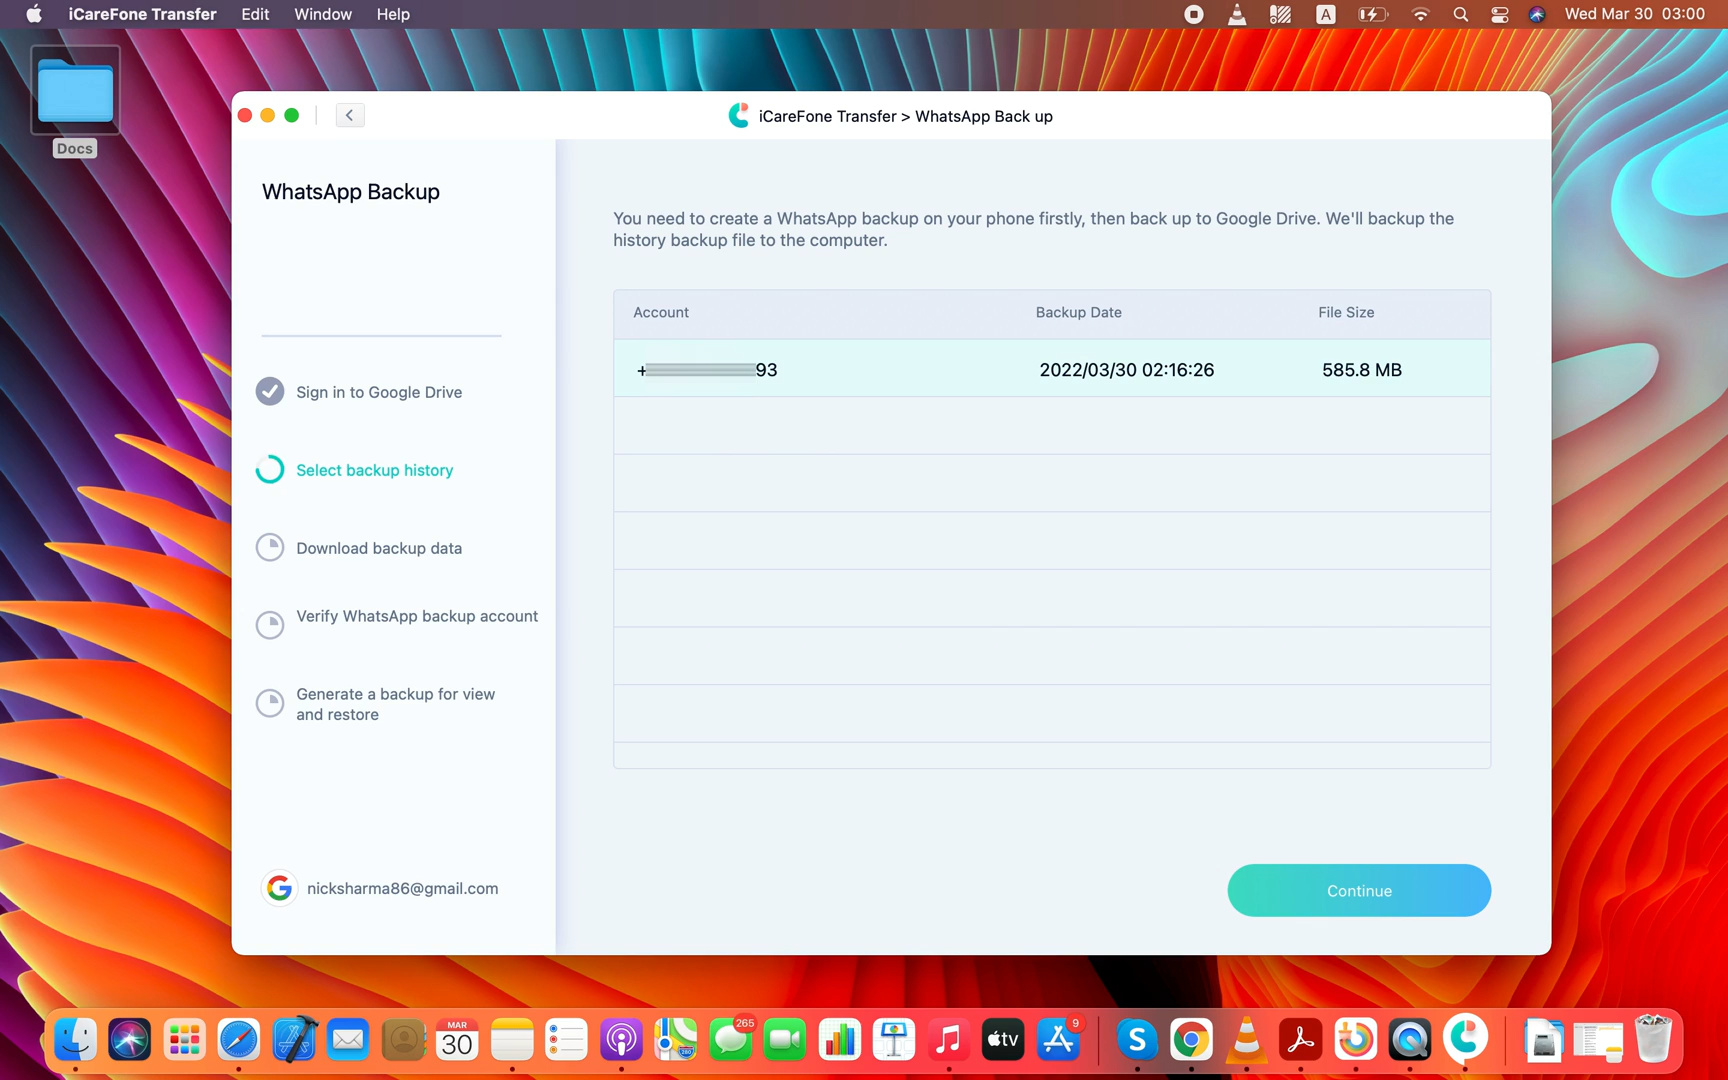 iCareFone Transfer Edit Window Help
A
Wed Mar 30 03:00
Docs
iCareFone Transfer > WhatsApp Back up
WhatsApp Backup
Sign in to Google Drive
Select backup history
Download backup data
Verify WhatsApp backup account
Generate a backup for view
and restore
nicksharma86@gmail.com
You need to create a WhatsApp backup on your phone firstly, then back up to Google Drive. We'll backup the
history backup file to the computer.
Account Backup Date File Size
+ 93 2022/03/30 02:16:26 585.8 MB
Continue
MAR
30
280
265
tv
9
S